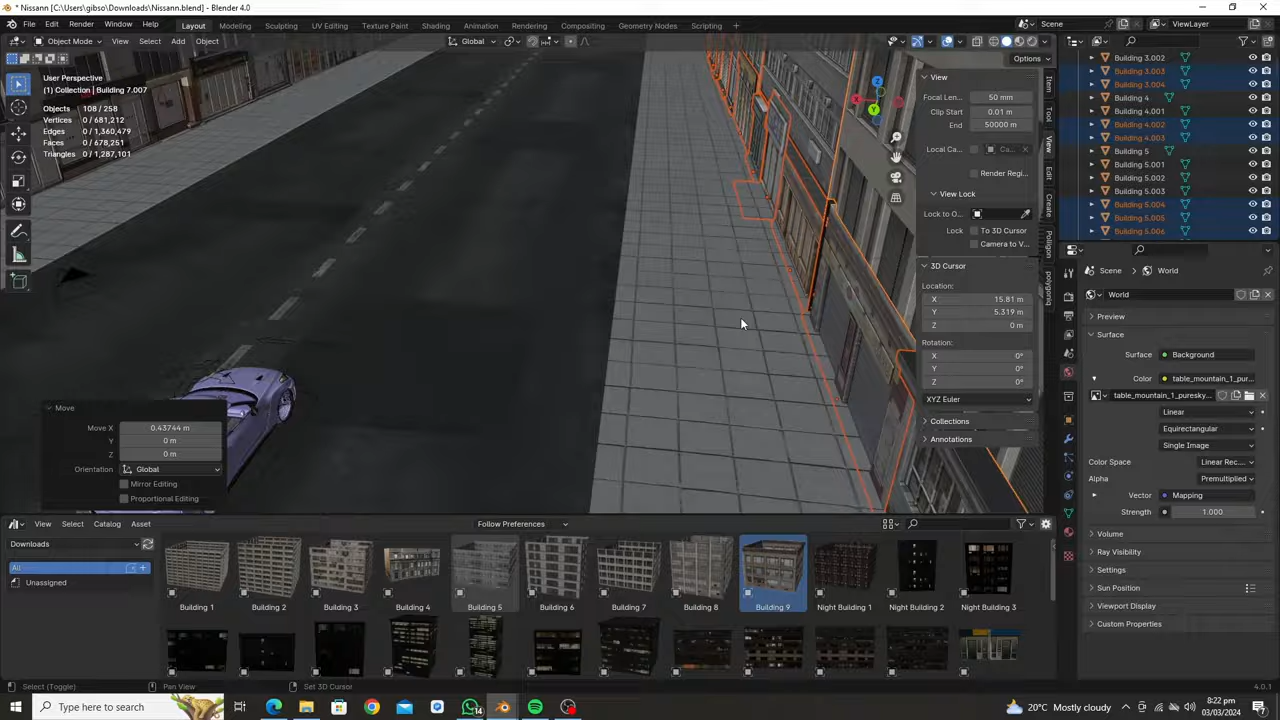 * Nissann [C:\Users\gibso\Downloads\Nissann.blend] - Blender 4.0
File Edit Render Window Help
Layout Modeling Sculpting UV Editing Texture Paint Shading Animation Rendering Compositing Geometry Nodes Scripting +
Scene ViewLayer
Object Mode View Select Add Object Global
Options
User Perspective
(1) Collection | Building 7.007
Objects 108 / 258
Vertices 0 / 681,212
Edges 0 / 1,360,479
Faces 0 / 678,251
Triangles 0 / 1,287,101
X
Y
Z
View
Focal Len... 50 mm
Clip Start 0.01 m
End 50000 m
Local Ca... Ca...
Render Regi...
View Lock
Lock to O...
Lock To 3D Cursor
Camera to V...
3D Cursor
Location:
X 15.81 m
Y 5.319 m
Z 0 m
Rotation:
X 0°
Y 0°
Z 0°
XYZ Euler
Collections
Annotations
Item
Tool
View
Edit
Create
Polygon
polygoniq
Move
Move X 0.43744 m
Y 0 m
Z 0 m
Orientation Global
Mirror Editing
Proportional Editing
Building 3.002
Building 3.003
Building 3.004
Building 4
Building 4.001
Building 4.002
Building 4.003
Building 5
Building 5.001
Building 5.002
Building 5.003
Building 5.004
Building 5.005
Building 5.006
Scene World
World
Preview
Surface
Surface Background
Color table_mountain_1_pur...
table_mountain_1_puresky...
Linear
Equirectangular
Single Image
Color Space Linear Rec....
Alpha Premultiplied
Vector Mapping
Strength 1.000
Volume
Ray Visibility
Settings
Sun Position
Viewport Display
Custom Properties
View Select Catalog Asset Follow Preferences
Downloads
All
Unassigned
Building 1 Building 2 Building 3 Building 4 Building 5 Building 6 Building 7 Building 8 Building 9 Night Building 1 Night Building 2 Night Building 3
Select (Toggle) Pan View Set 3D Cursor 4.0.1
Type here to search
14
20°C Mostly cloudy
8:22 pm
03/03/2024